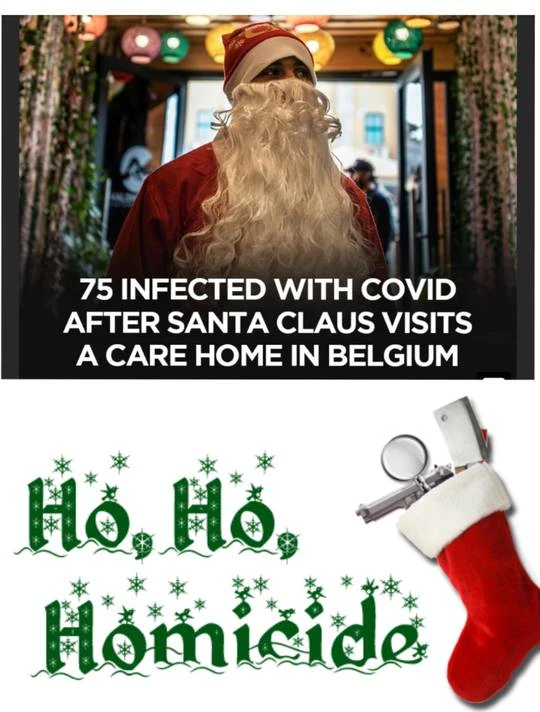 75 INFECTED WITH COVID
AFTER SANTA CLAUS VISITS
A CARE HOME IN BELGIUM
Ho, Ho,
Homicide